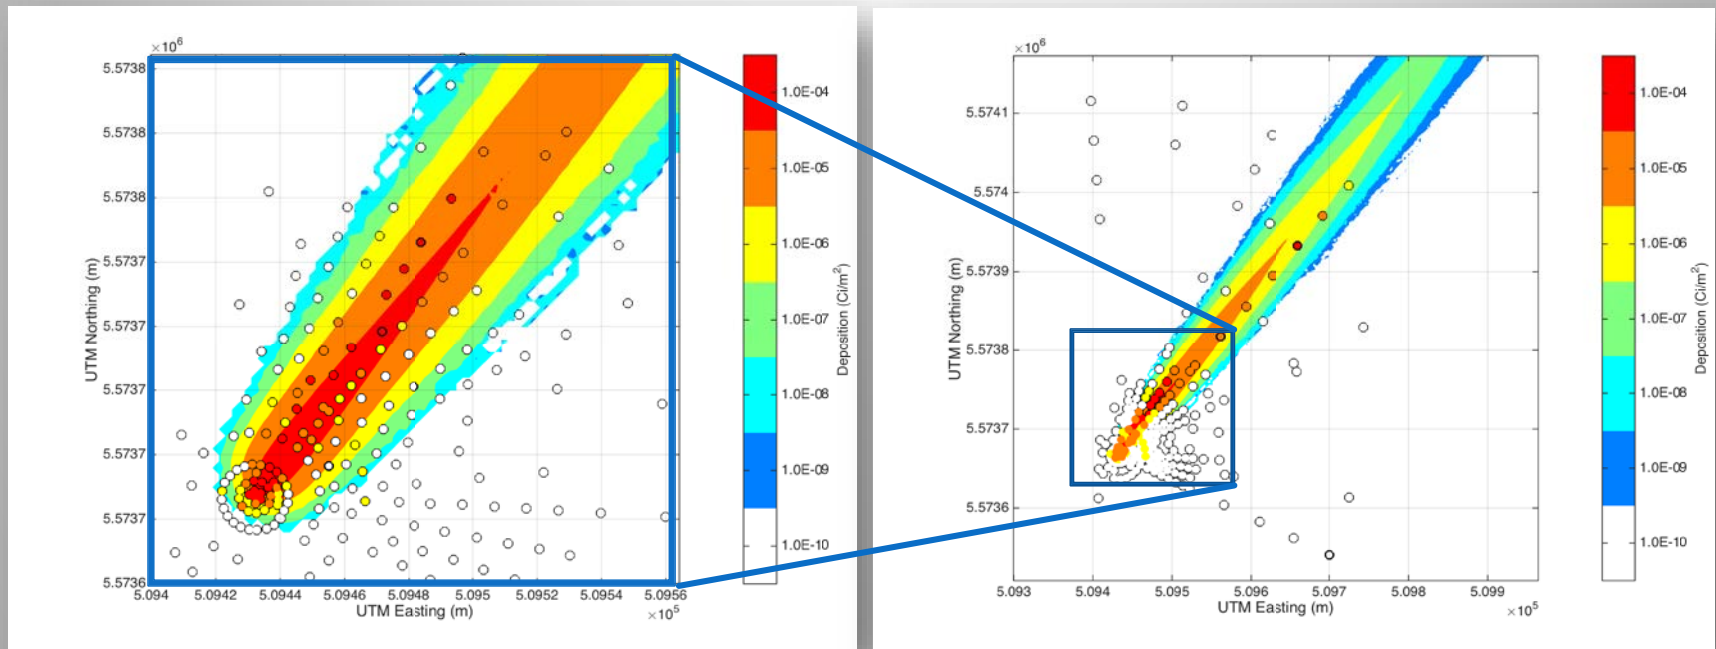 ×10⁶
5.5738
5.5738
5.5738
5.5737
5.5737
5.5737
5.5737
5.5737
5.5736
UTM Northing (m)
5.094 5.0942 5.0944 5.0946 5.0948 5.095 5.0952 5.0954 5.0956
UTM Easting (m)
×10⁵
1.0E-04
1.0E-05
1.0E-06
1.0E-07
1.0E-08
1.0E-09
1.0E-10
Deposition (Ci/m²)
×10⁶
5.5741
5.574
5.5739
5.5738
5.5737
5.5736
UTM Northing (m)
5.093 5.094 5.095 5.096 5.097 5.098 5.099
UTM Easting (m)
×10⁵
1.0E-04
1.0E-05
1.0E-06
1.0E-07
1.0E-08
1.0E-09
1.0E-10
Deposition (Ci/m²)